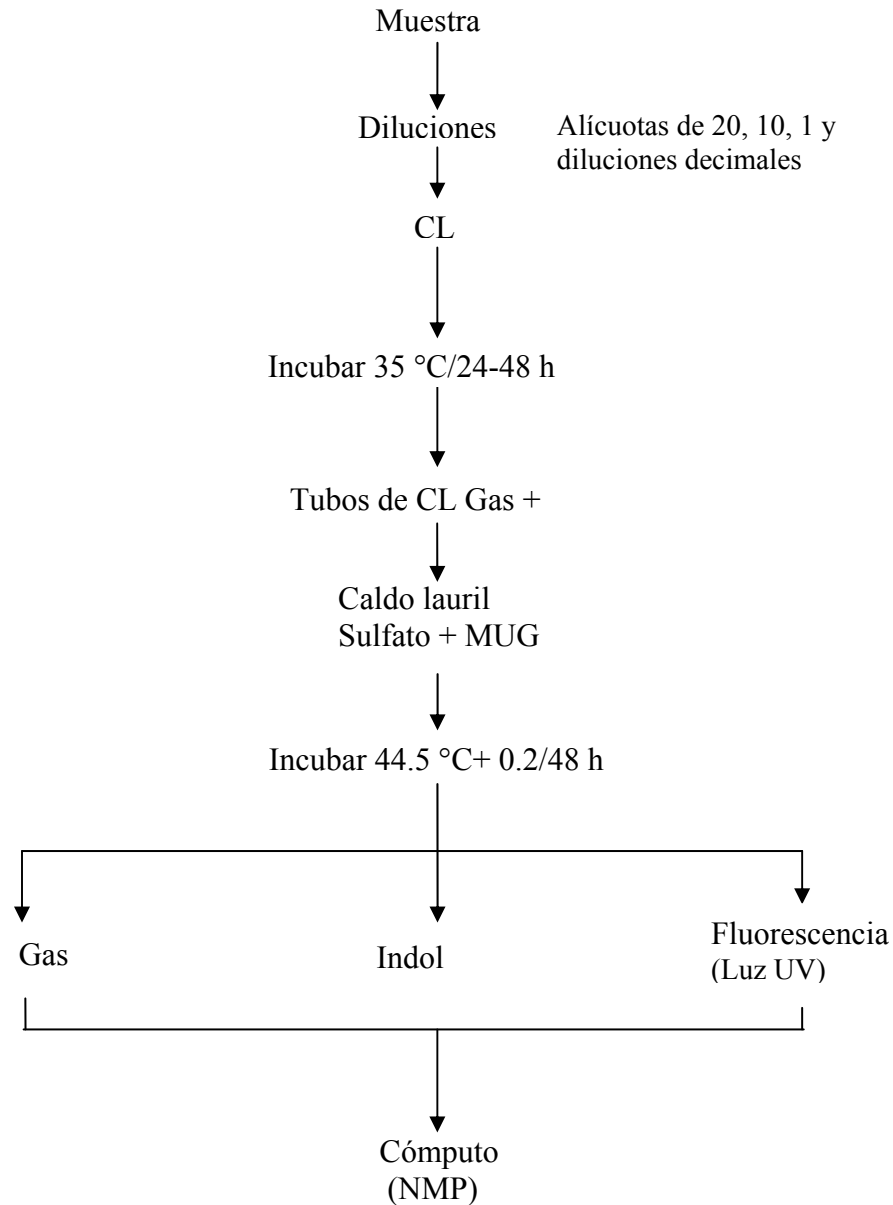 Muestra
Diluciones
Alícuotas de 20, 10, 1 y
diluciones decimales
CL
Incubar 35 °C/24-48 h
Tubos de CL Gas +
Caldo lauril
Sulfato + MUG
Incubar 44.5 °C+ 0.2/48 h
Gas
Indol
Fluorescencia
(Luz UV)
Cómputo
(NMP)